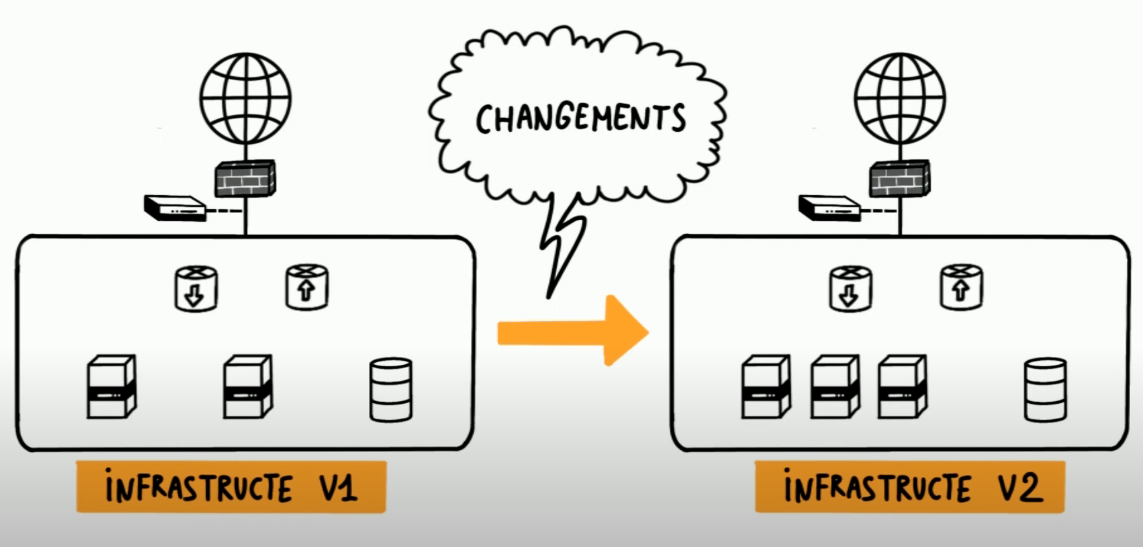 CHANGEMENTS
iNFRASTRUCTE V1
iNFRASTRUCTE V2